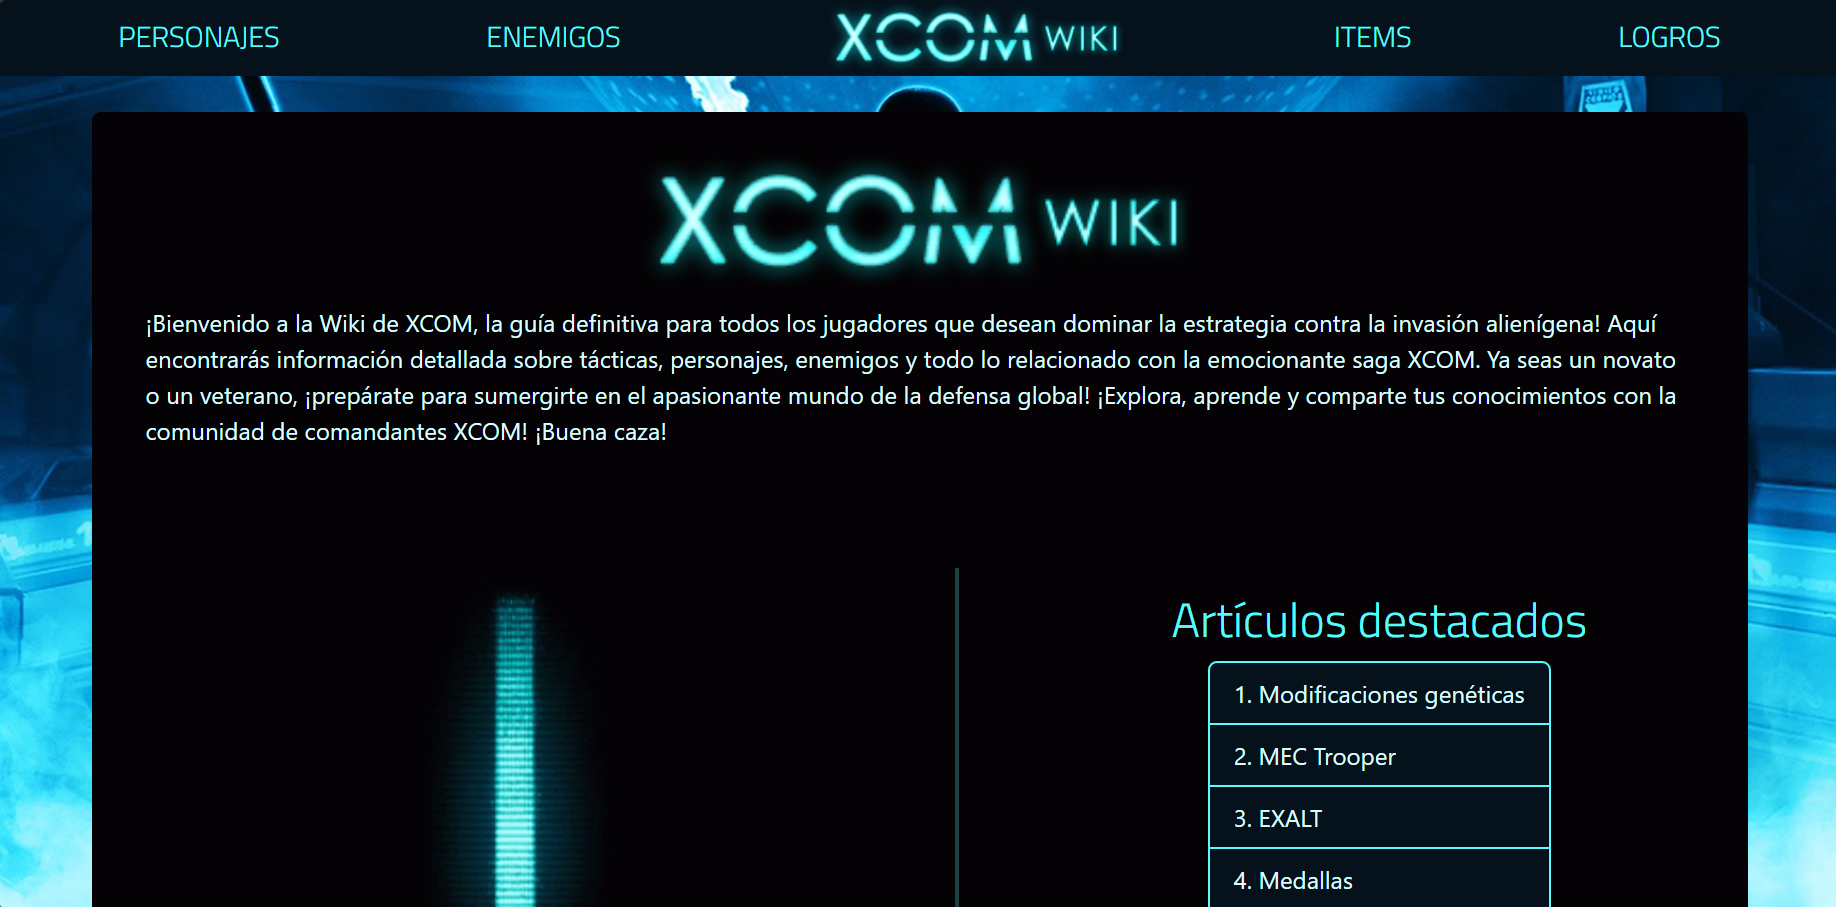 PERSONAJES
ENEMIGOS
XCOM WIKI
ITEMS
LOGROS
XCOM WIKI
¡Bienvenido a la Wiki de XCOM, la guía definitiva para todos los jugadores que desean dominar la estrategia contra la invasión alienígena! Aquí
encontrarás información detallada sobre tácticas, personajes, enemigos y todo lo relacionado con la emocionante saga XCOM. Ya seas un novato
o un veterano, ¡prepárate para sumergirte en el apasionante mundo de la defensa global! ¡Explora, aprende y comparte tus conocimientos con la
comunidad de comandantes XCOM! ¡Buena caza!
Artículos destacados
1. Modificaciones genéticas
2. MEC Trooper
3. EXALT
4. Medallas